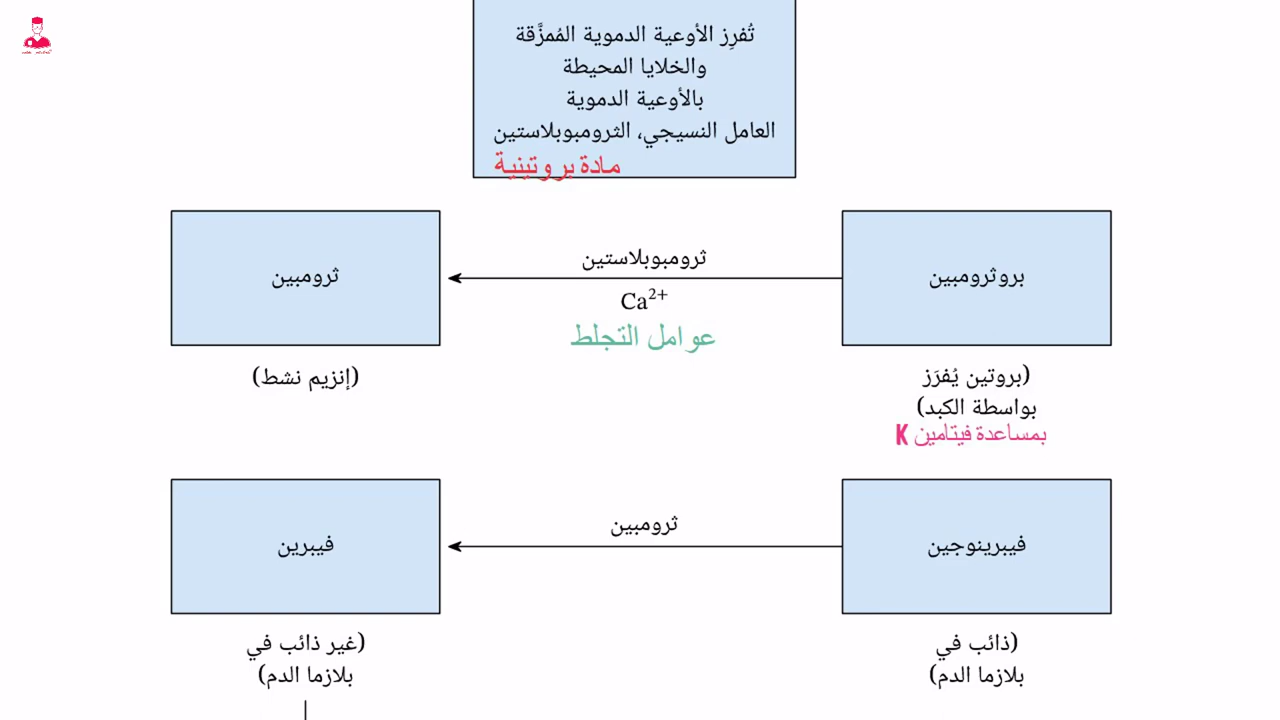 تُفرِز الأوعية الدموية المُمزَّقة
والخلايا المحيطة
بالأوعية الدموية
العامل النسيجي، الثرومبوبلاستين
مادة بروتينية
بروثرومبين
ثرومبوبلاستين
Ca²⁺
عوامل التجلط
ثرومبين
(بروتين يُفرَز
بواسطة الكبد)
بمساعدة فيتامين K
(إنزيم نشط)
فيبرينوجين
ثرومبين
فيبرين
(ذائب في
بلازما الدم)
(غير ذائب في
بلازما الدم)